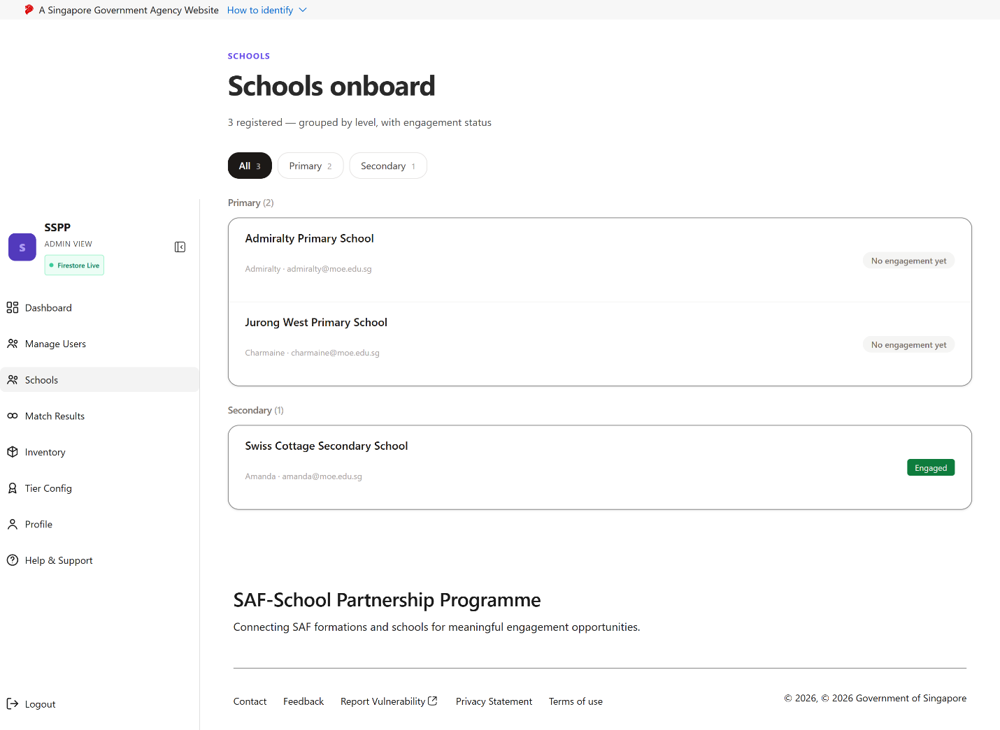 A Singapore Government Agency Website How to identify
SCHOOLS
Schools onboard
3 registered — grouped by level, with engagement status
All 3 Primary 2 Secondary 1
Primary (2)
Admiralty Primary School
Admiralty · admiralty@moe.edu.sg
No engagement yet
Jurong West Primary School
Charmaine · charmaine@moe.edu.sg
No engagement yet
Secondary (1)
Swiss Cottage Secondary School
Amanda · amanda@moe.edu.sg
Engaged
S
SSPP
ADMIN VIEW
Firestore Live
Dashboard
Manage Users
Schools
Match Results
Inventory
Tier Config
Profile
Help & Support
Logout
SAF-School Partnership Programme
Connecting SAF formations and schools for meaningful engagement opportunities.
Contact Feedback Report Vulnerability Privacy Statement Terms of use
© 2026, © 2026 Government of Singapore